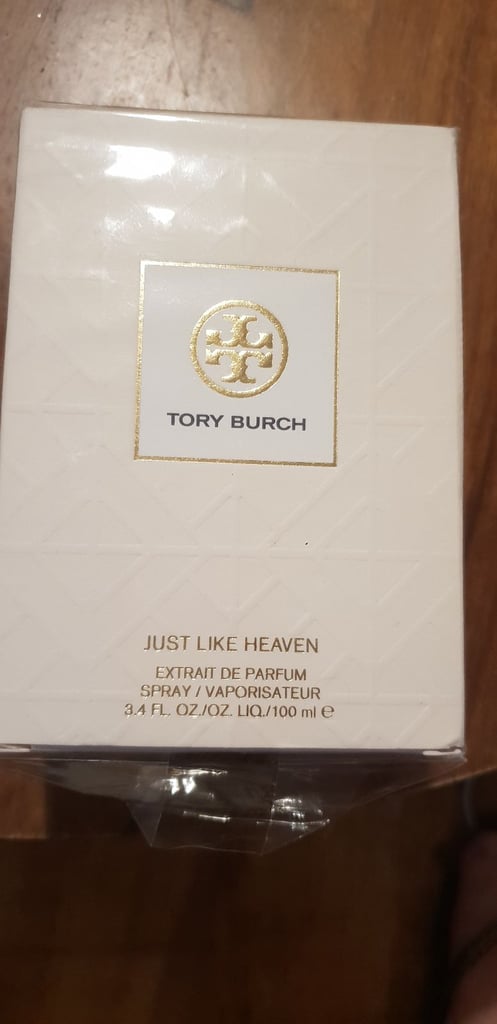 TORY BURCH
JUST LIKE HEAVEN
EXTRAIT DE PARFUM
SPRAY / VAPORISATEUR
3.4 FL. OZ./OZ. LIQ./100 ml ℮